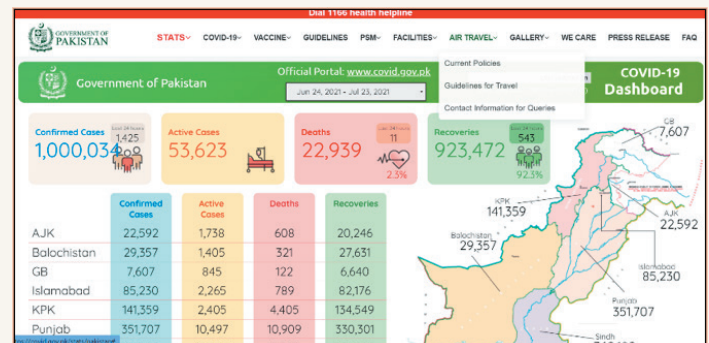 Dial 1166 health helpline
GOVERNMENT OF
PAKISTAN
STATS COVID-19 VACCINE GUIDELINES PSM FACILITIES AIR TRAVEL GALLERY WE CARE PRESS RELEASE FAQ
Current Policies
Guidelines for Travel
Contact Information for Queries
Government of Pakistan
Official Portal: www.covid.gov.pk
Jun 24, 2021 - Jul 23, 2021
COVID-19
Dashboard
Confirmed Cases
Last 24 hours
1,425
1,000,034
Active Cases
53,623
Deaths
Last 24 hours
11
22,939
2.3%
Recoveries
Last 24 hours
543
923,472
92.3%
Confirmed Cases Active Cases Deaths Recoveries
AJK 22,592 1,738 608 20,246
Balochistan 29,357 1,405 321 27,631
GB 7,607 845 122 6,640
Islamabad 85,230 2,265 789 82,176
KPK 141,359 2,405 4,405 134,549
Punjab 351,707 10,497 10,909 330,301
GB
7,607
KPK
141,359
AJK
22,592
Balochistan
29,357
Islamabad
85,230
Punjab
351,707
Sindh